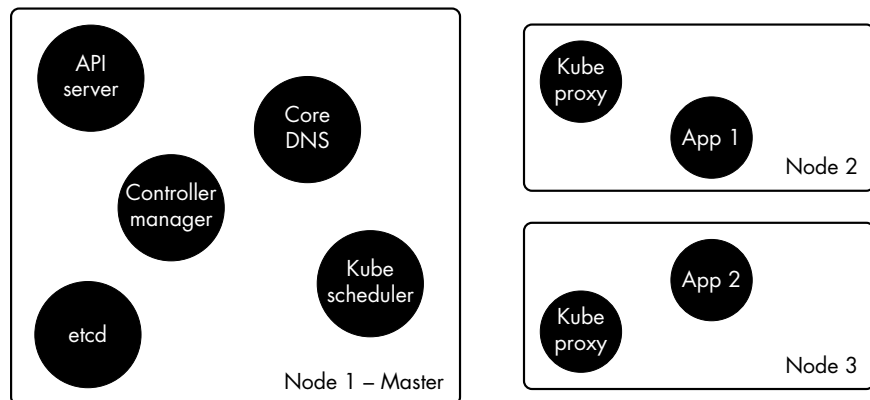 API
server
Core
DNS
Controller
manager
Kube
scheduler
etcd
Node 1 – Master
Kube
proxy
App 1
Node 2
App 2
Kube
proxy
Node 3